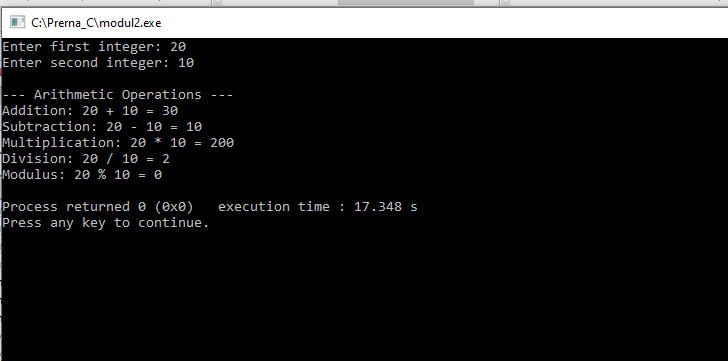 C:\Prerna_C\modul2.exe
Enter first integer: 20
Enter second integer: 10
--- Arithmetic Operations ---
Addition: 20 + 10 = 30
Subtraction: 20 - 10 = 10
Multiplication: 20 * 10 = 200
Division: 20 / 10 = 2
Modulus: 20 % 10 = 0
Process returned 0 (0x0)   execution time : 17.348 s
Press any key to continue.